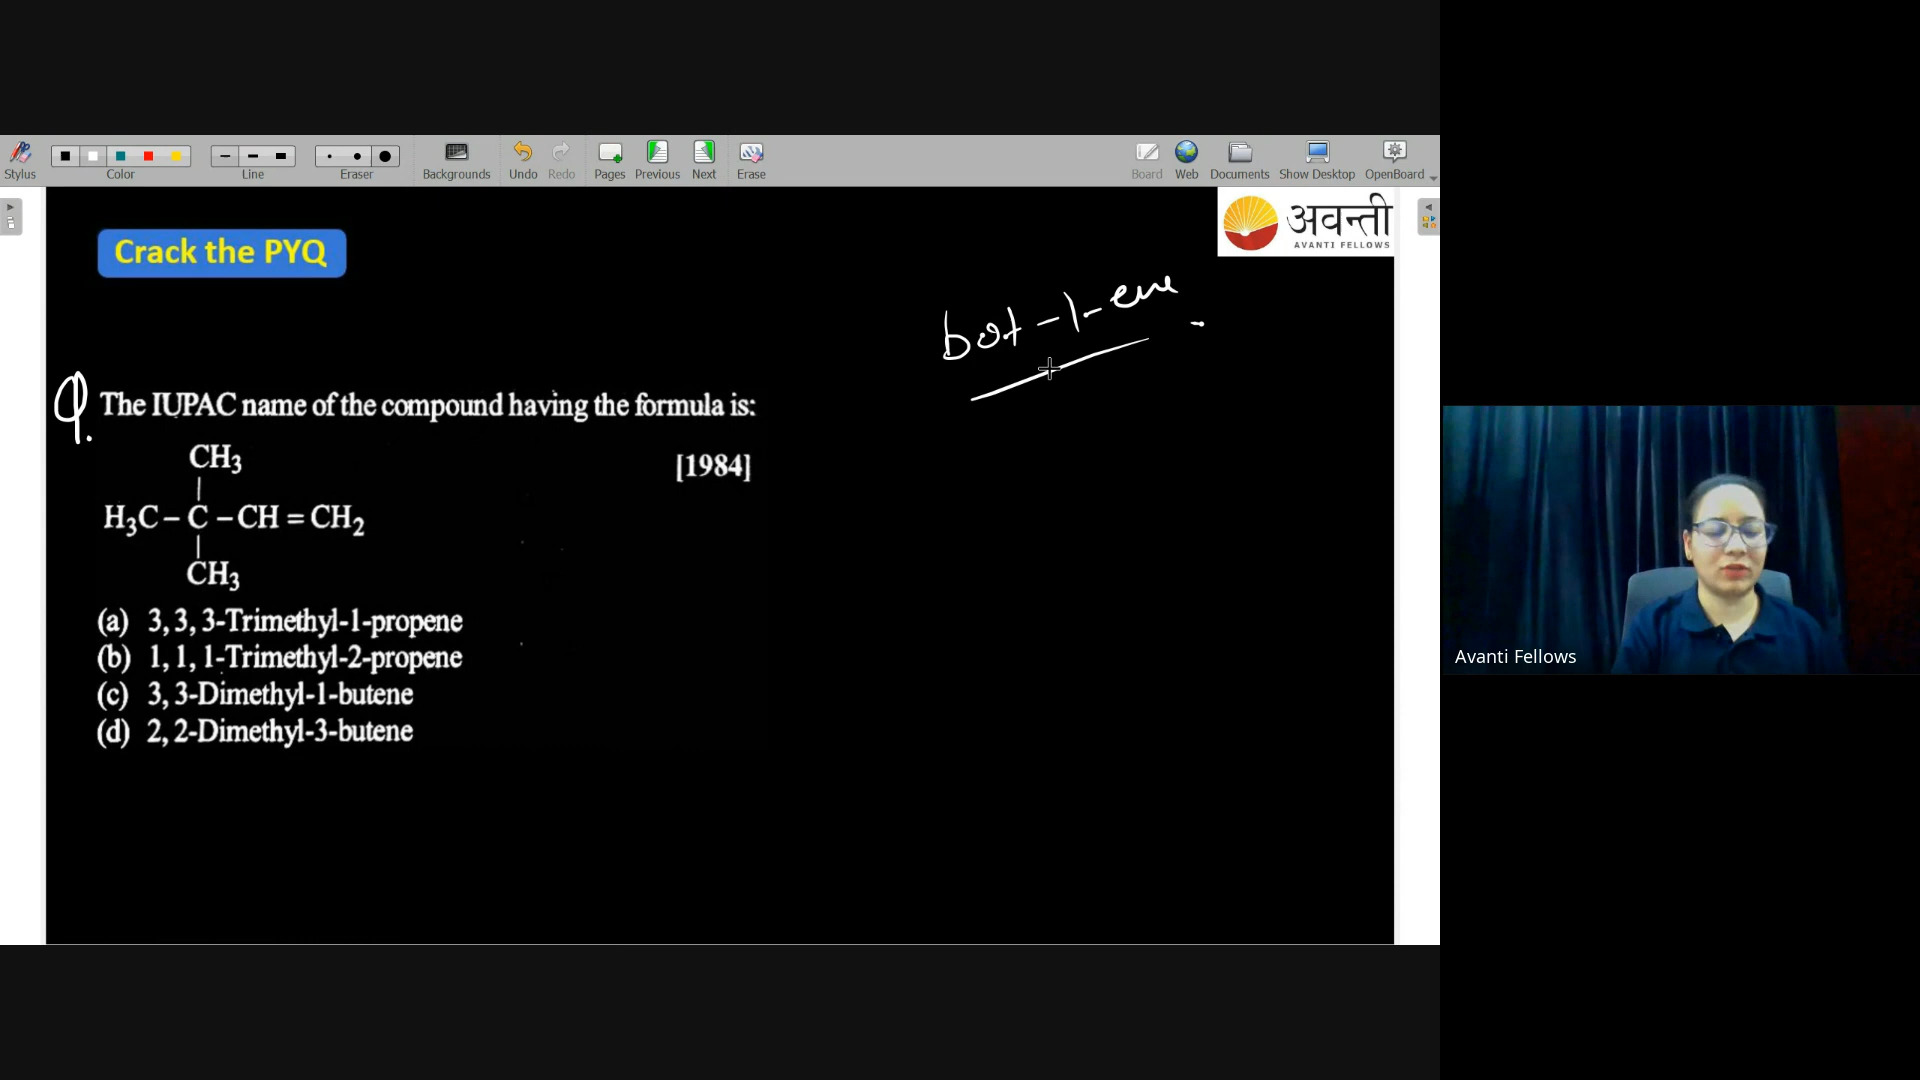 Stylus
Color
Line
Eraser
Backgrounds
Undo
Redo
Pages
Previous
Next
Erase
Board
Web
Documents
Show Desktop
OpenBoard
अवन्ती
AVANTI FELLOWS
Crack the PYQ
but-1-ene
Q. The IUPAC name of the compound having the formula is:
[1984]
CH₃
|
H₃C – C – CH = CH₂
|
CH₃
(a) 3, 3, 3-Trimethyl-1-propene
(b) 1, 1, 1-Trimethyl-2-propene
(c) 3, 3-Dimethyl-1-butene
(d) 2, 2-Dimethyl-3-butene
Avanti Fellows